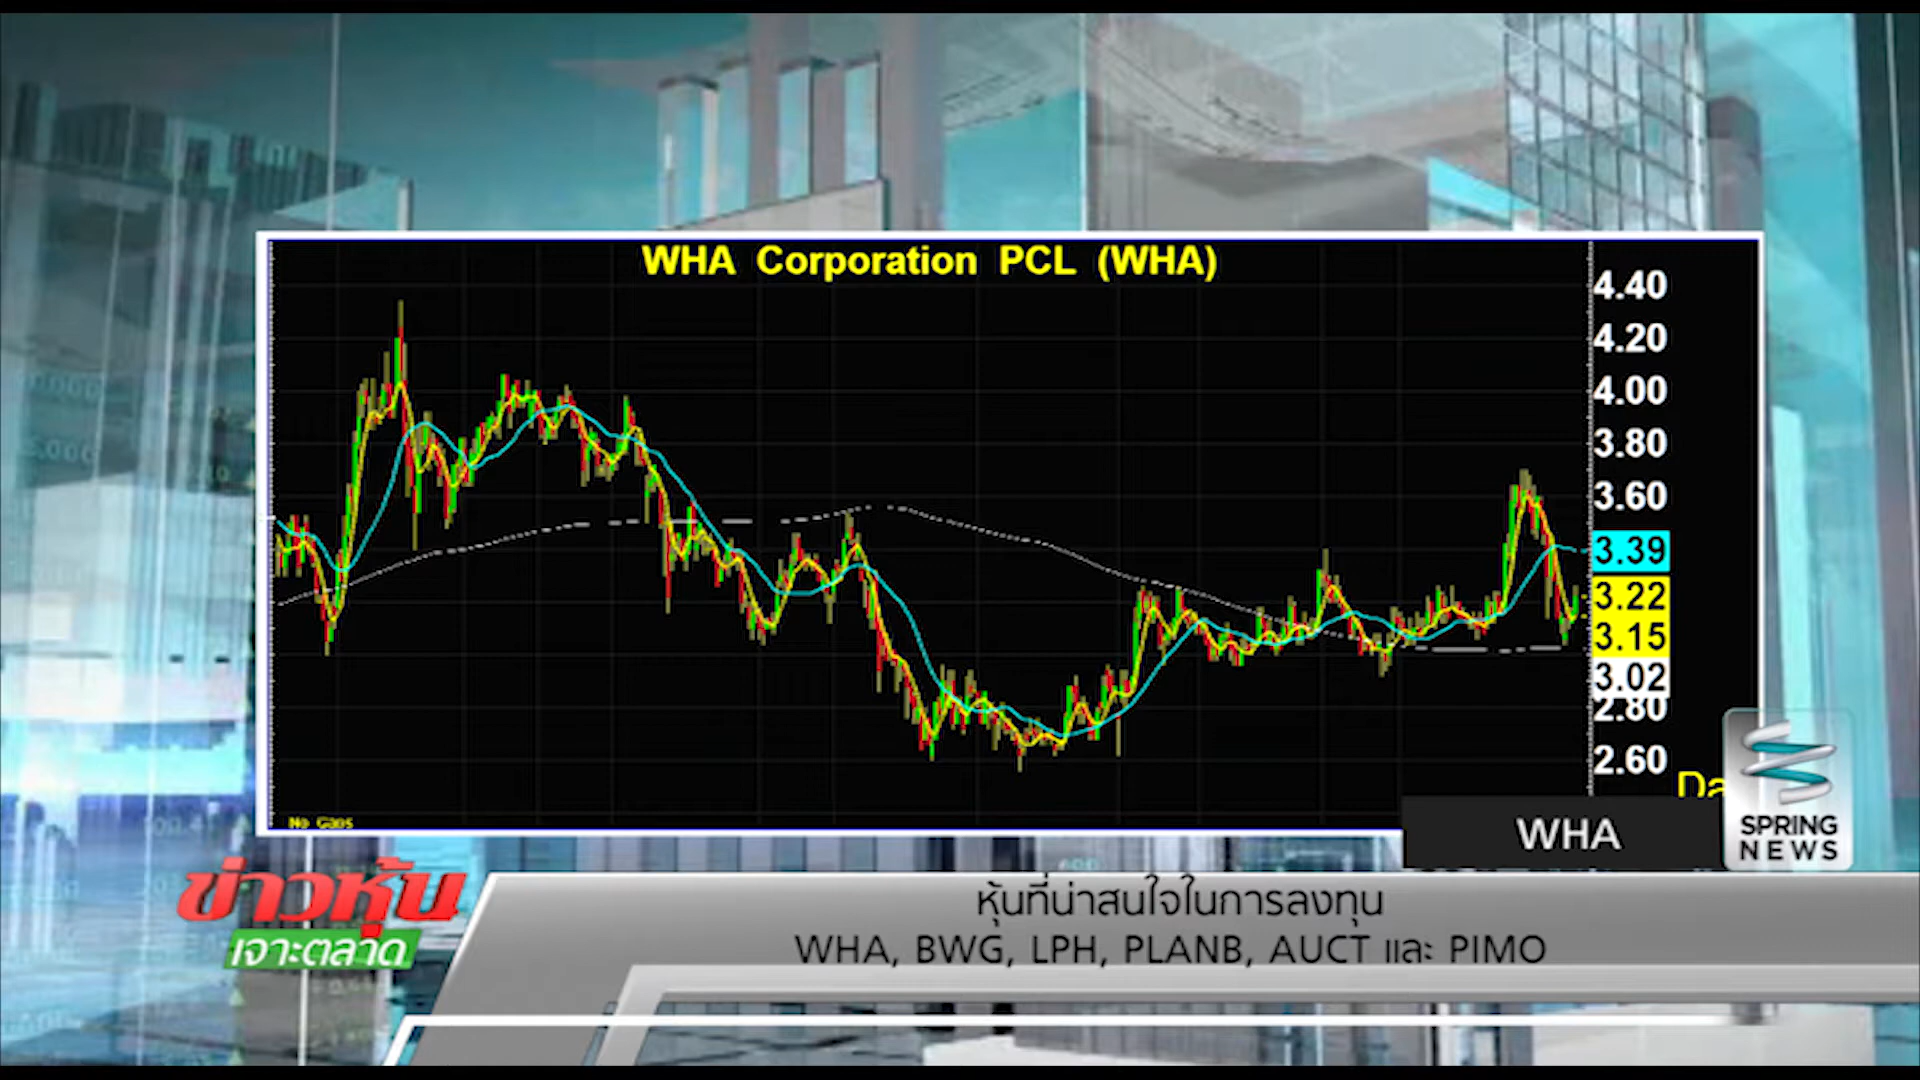 WHA Corporation PCL (WHA)
4.40
4.20
4.00
3.80
3.60
3.39
3.22
3.15
3.02
2.80
2.60
Da
No Gaps
WHA
SPRING
NEWS
ข่าวหุ้น
เจาะตลาด
หุ้นที่น่าสนใจในการลงทุน
WHA, BWG, LPH, PLANB, AUCT และ PIMO